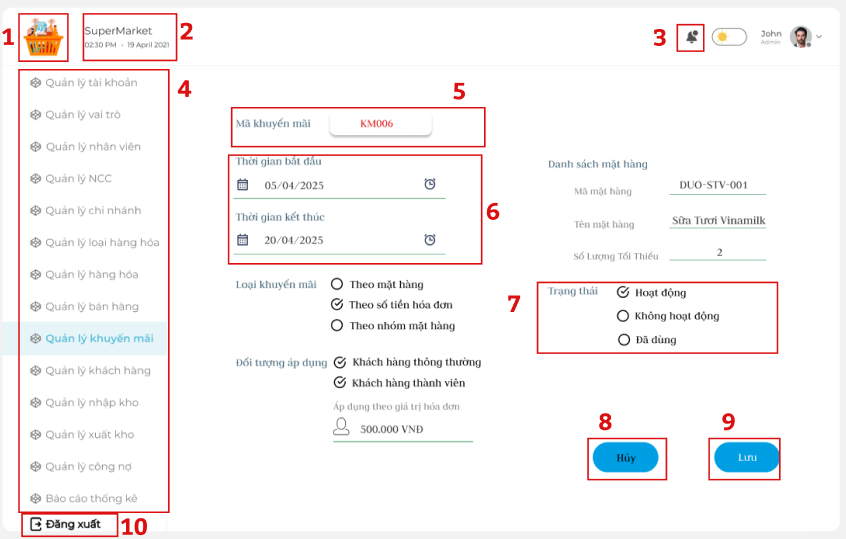 1
SuperMarket
02:30 PM - 19 April 2021
2
3
John
Admin
4
Quản lý tài khoản
Quản lý vai trò
Quản lý nhân viên
Quản lý NCC
Quản lý chi nhánh
Quản lý loại hàng hóa
Quản lý hàng hóa
Quản lý bán hàng
Quản lý khuyến mãi
Quản lý khách hàng
Quản lý nhập kho
Quản lý xuất kho
Quản lý công nợ
Báo cáo thống kê
Đăng xuất
10
5
Mã khuyến mãi KM006
Thời gian bắt đầu
05/04/2025
Thời gian kết thúc
20/04/2025
6
Loại khuyến mãi Theo mặt hàng
Theo số tiền hóa đơn
Theo nhóm mặt hàng
Đối tượng áp dụng Khách hàng thông thường
Khách hàng thành viên
Áp dụng theo giá trị hóa đơn
500.000 VNĐ
Danh sách mặt hàng
Mã mặt hàng DUO-STV-001
Tên mặt hàng Sữa Tươi Vinamilk
Số Lượng Tối Thiểu 2
7
Trạng thái Hoạt động
Không hoạt động
Đã dùng
8
Hủy
9
Lưu